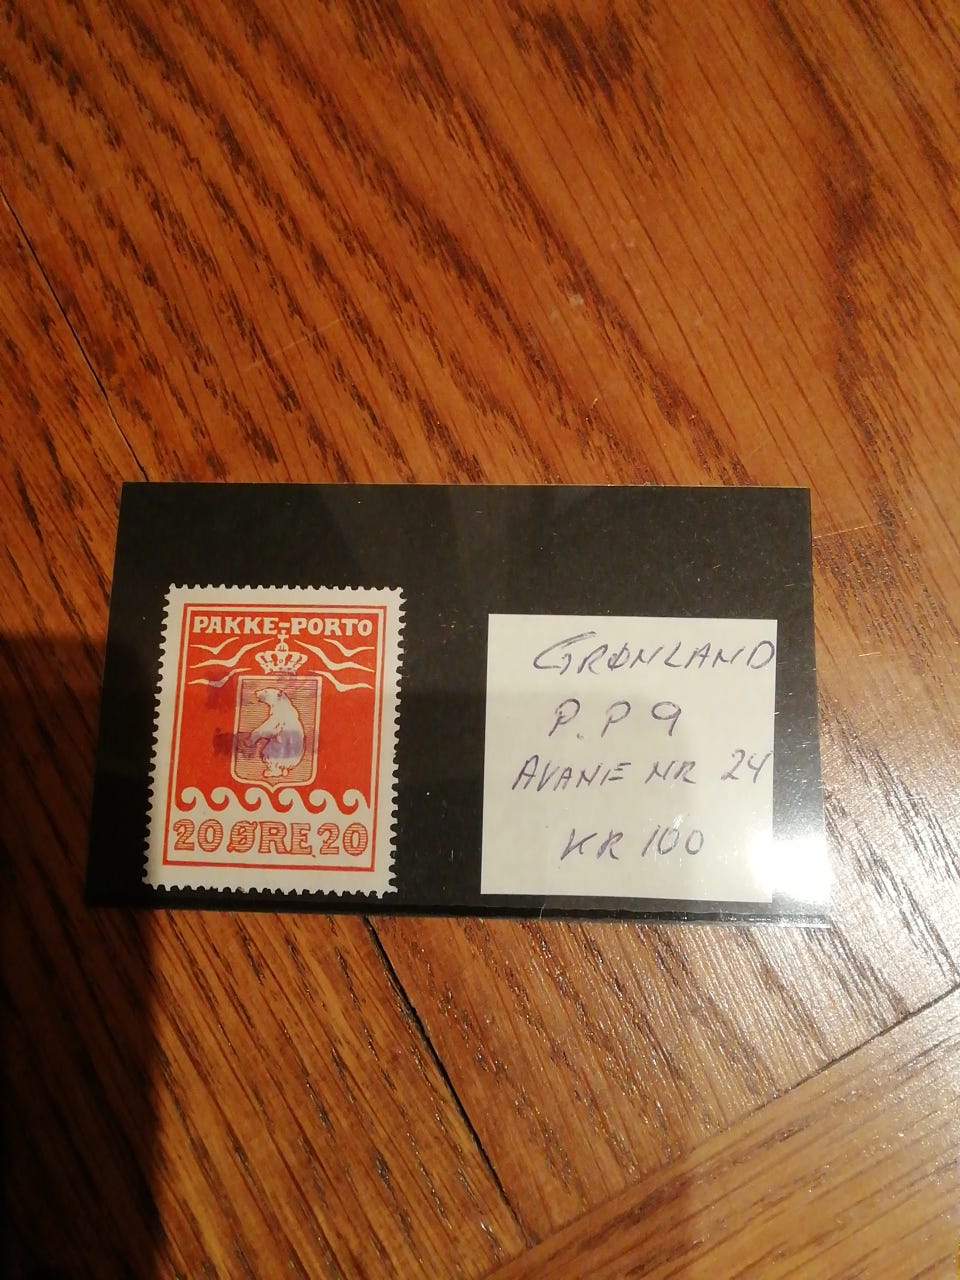 PAKKE-PORTO
20 ØRE 20
GRØNLAND
P. P 9
AVANE NR 24
KR 100